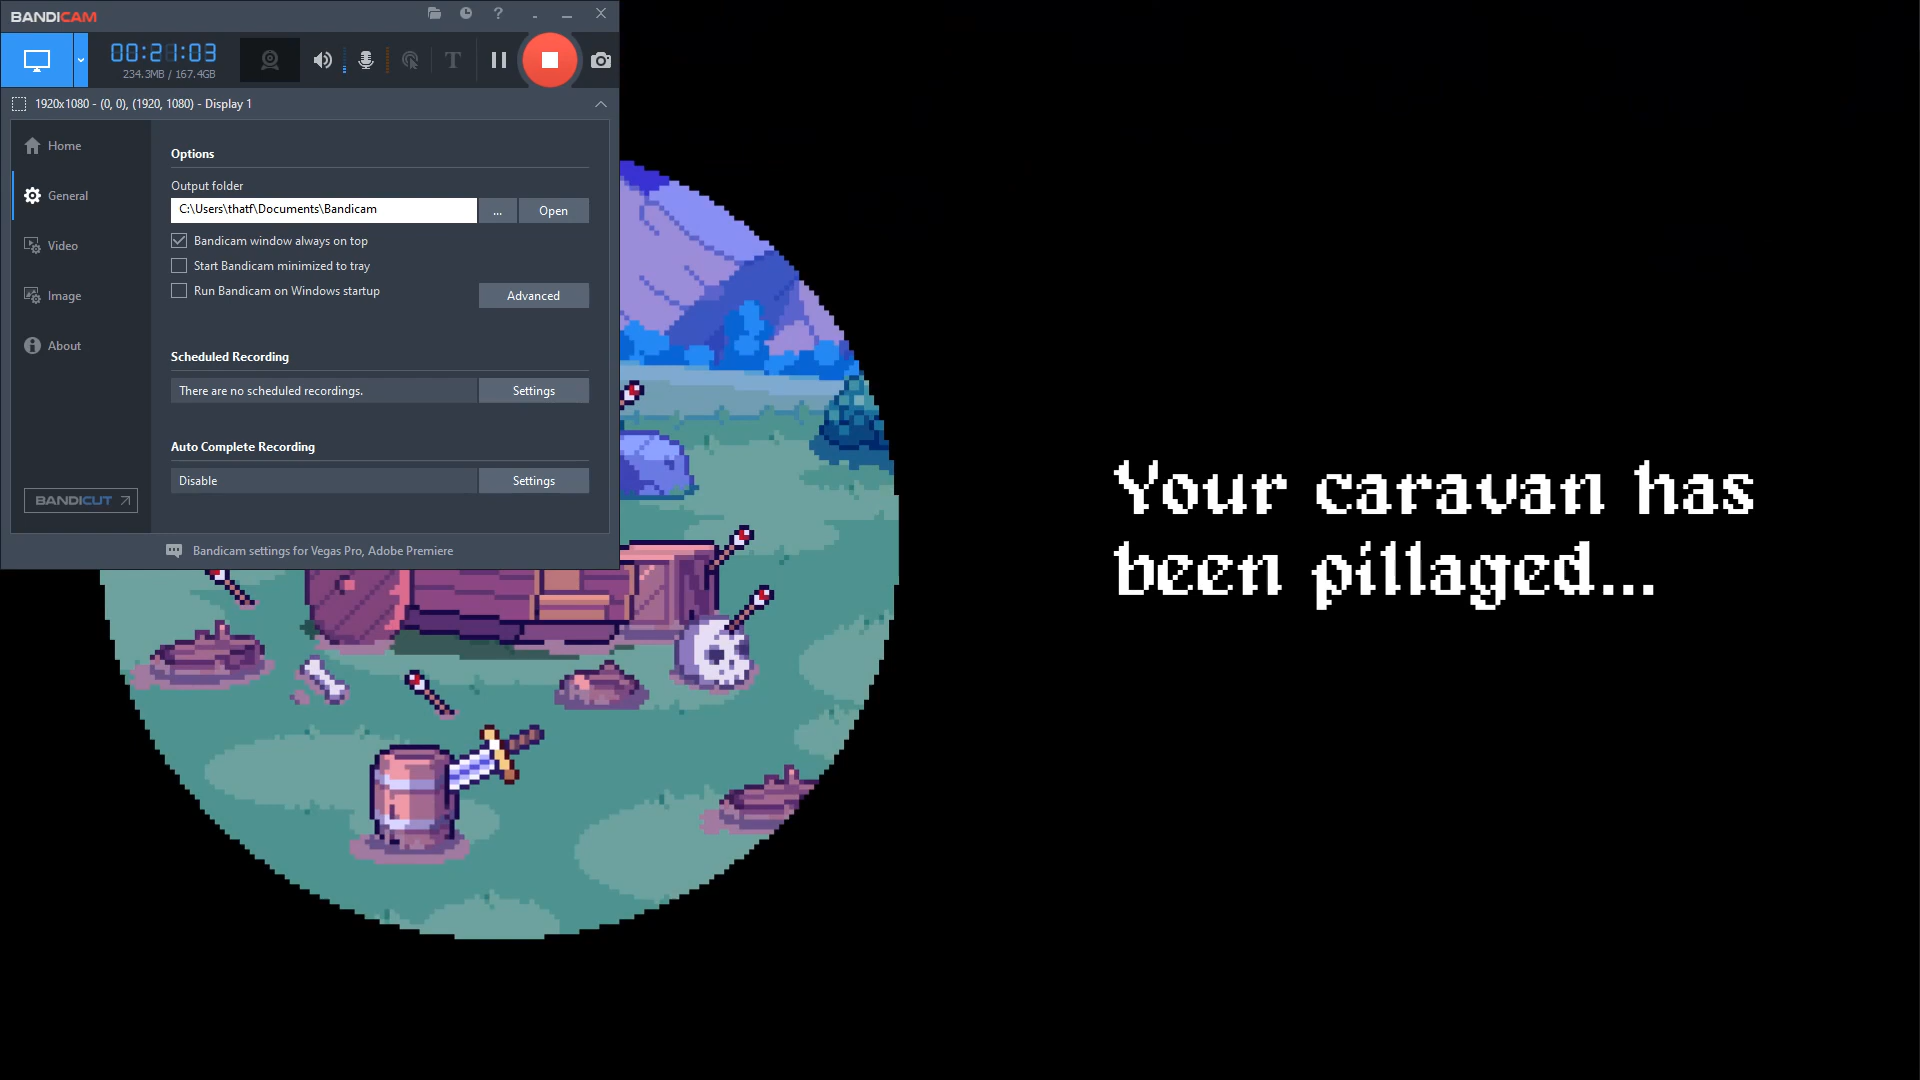 BANDICAM
?
00:21:03
234.3MB / 167.4GB
T
1920x1080 - (0, 0), (1920, 1080) - Display 1
Home
General
Video
Image
About
BANDICUT
Options
Output folder
C:\Users\thatf\Documents\Bandicam
... Open
Bandicam window always on top
Start Bandicam minimized to tray
Run Bandicam on Windows startup
Advanced
Scheduled Recording
There are no scheduled recordings. Settings
Auto Complete Recording
Disable Settings
Bandicam settings for Vegas Pro, Adobe Premiere
Your caravan has
been pillaged...